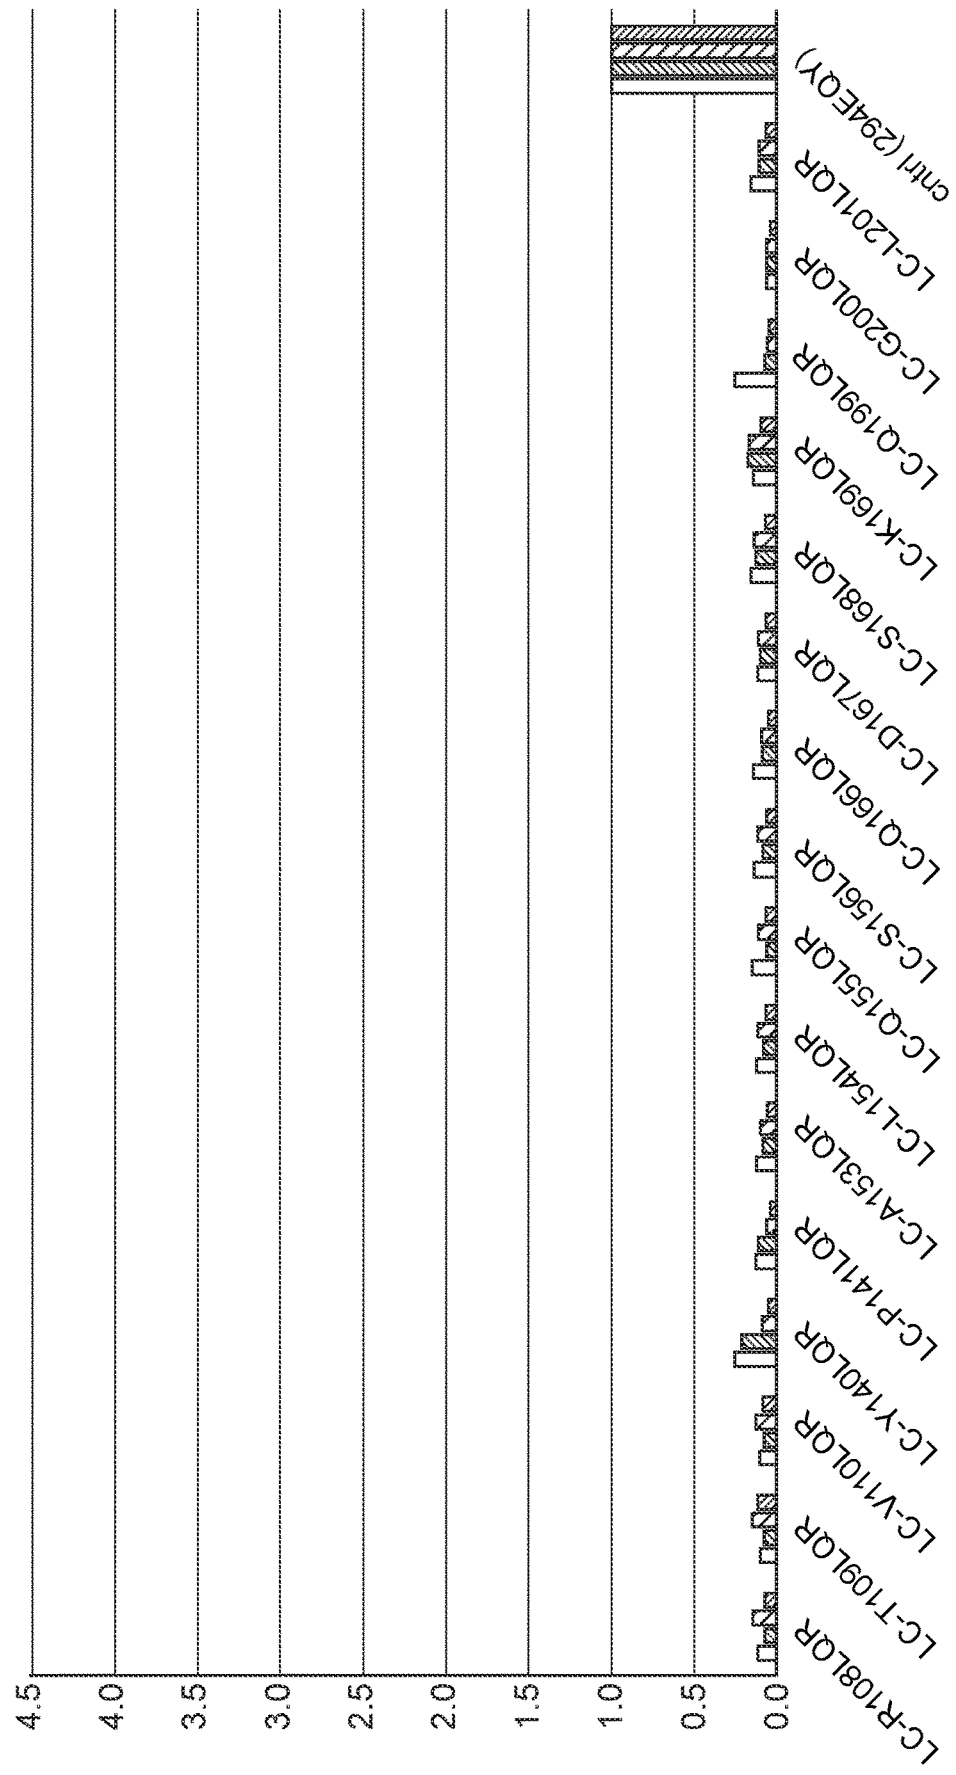 4.5
4.0
3.5
3.0
2.5
2.0
1.5
1.0
0.5
0.0
LC-R108LQR
LC-T109LQR
LC-V110LQR
LC-Y140LQR
LC-P141LQR
LC-A153LQR
LC-L154LQR
LC-Q155LQR
LC-S156LQR
LC-Q166LQR
LC-D167LQR
LC-S168LQR
LC-K169LQR
LC-Q199LQR
LC-G200LQR
LC-L201LQR
cntrl (294EQY)